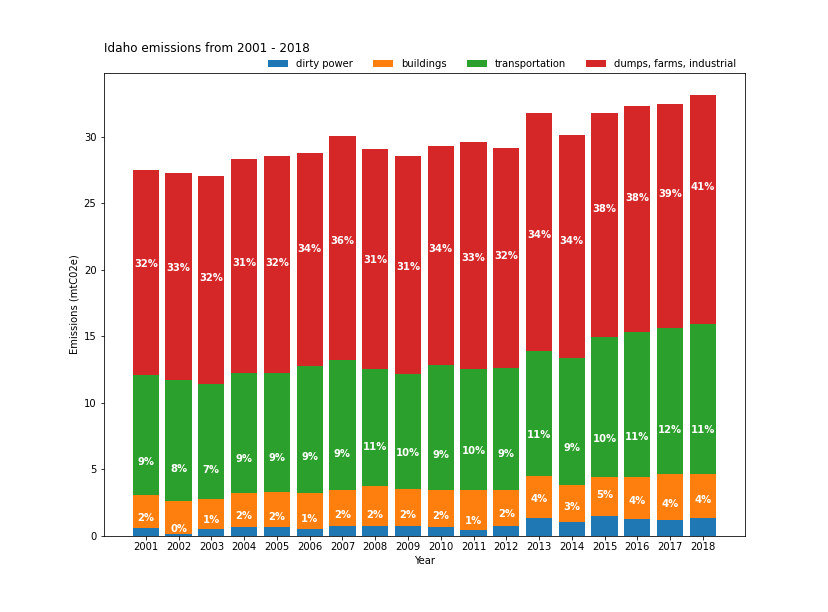 Idaho emissions from 2001 - 2018
dirty power buildings transportation dumps, farms, industrial
Emissions (mtC02e)
30
25
20
15
10
5
0
32% 33% 32% 31% 32% 34% 36% 31% 31% 34% 33% 32% 34% 34% 38% 38% 39% 41%
9% 8% 7% 9% 9% 9% 9% 11% 10% 9% 10% 9% 11% 9% 10% 11% 12% 11%
2% 0% 1% 2% 2% 1% 2% 2% 2% 2% 1% 2% 4% 3% 5% 4% 4% 4%
2001 2002 2003 2004 2005 2006 2007 2008 2009 2010 2011 2012 2013 2014 2015 2016 2017 2018
Year